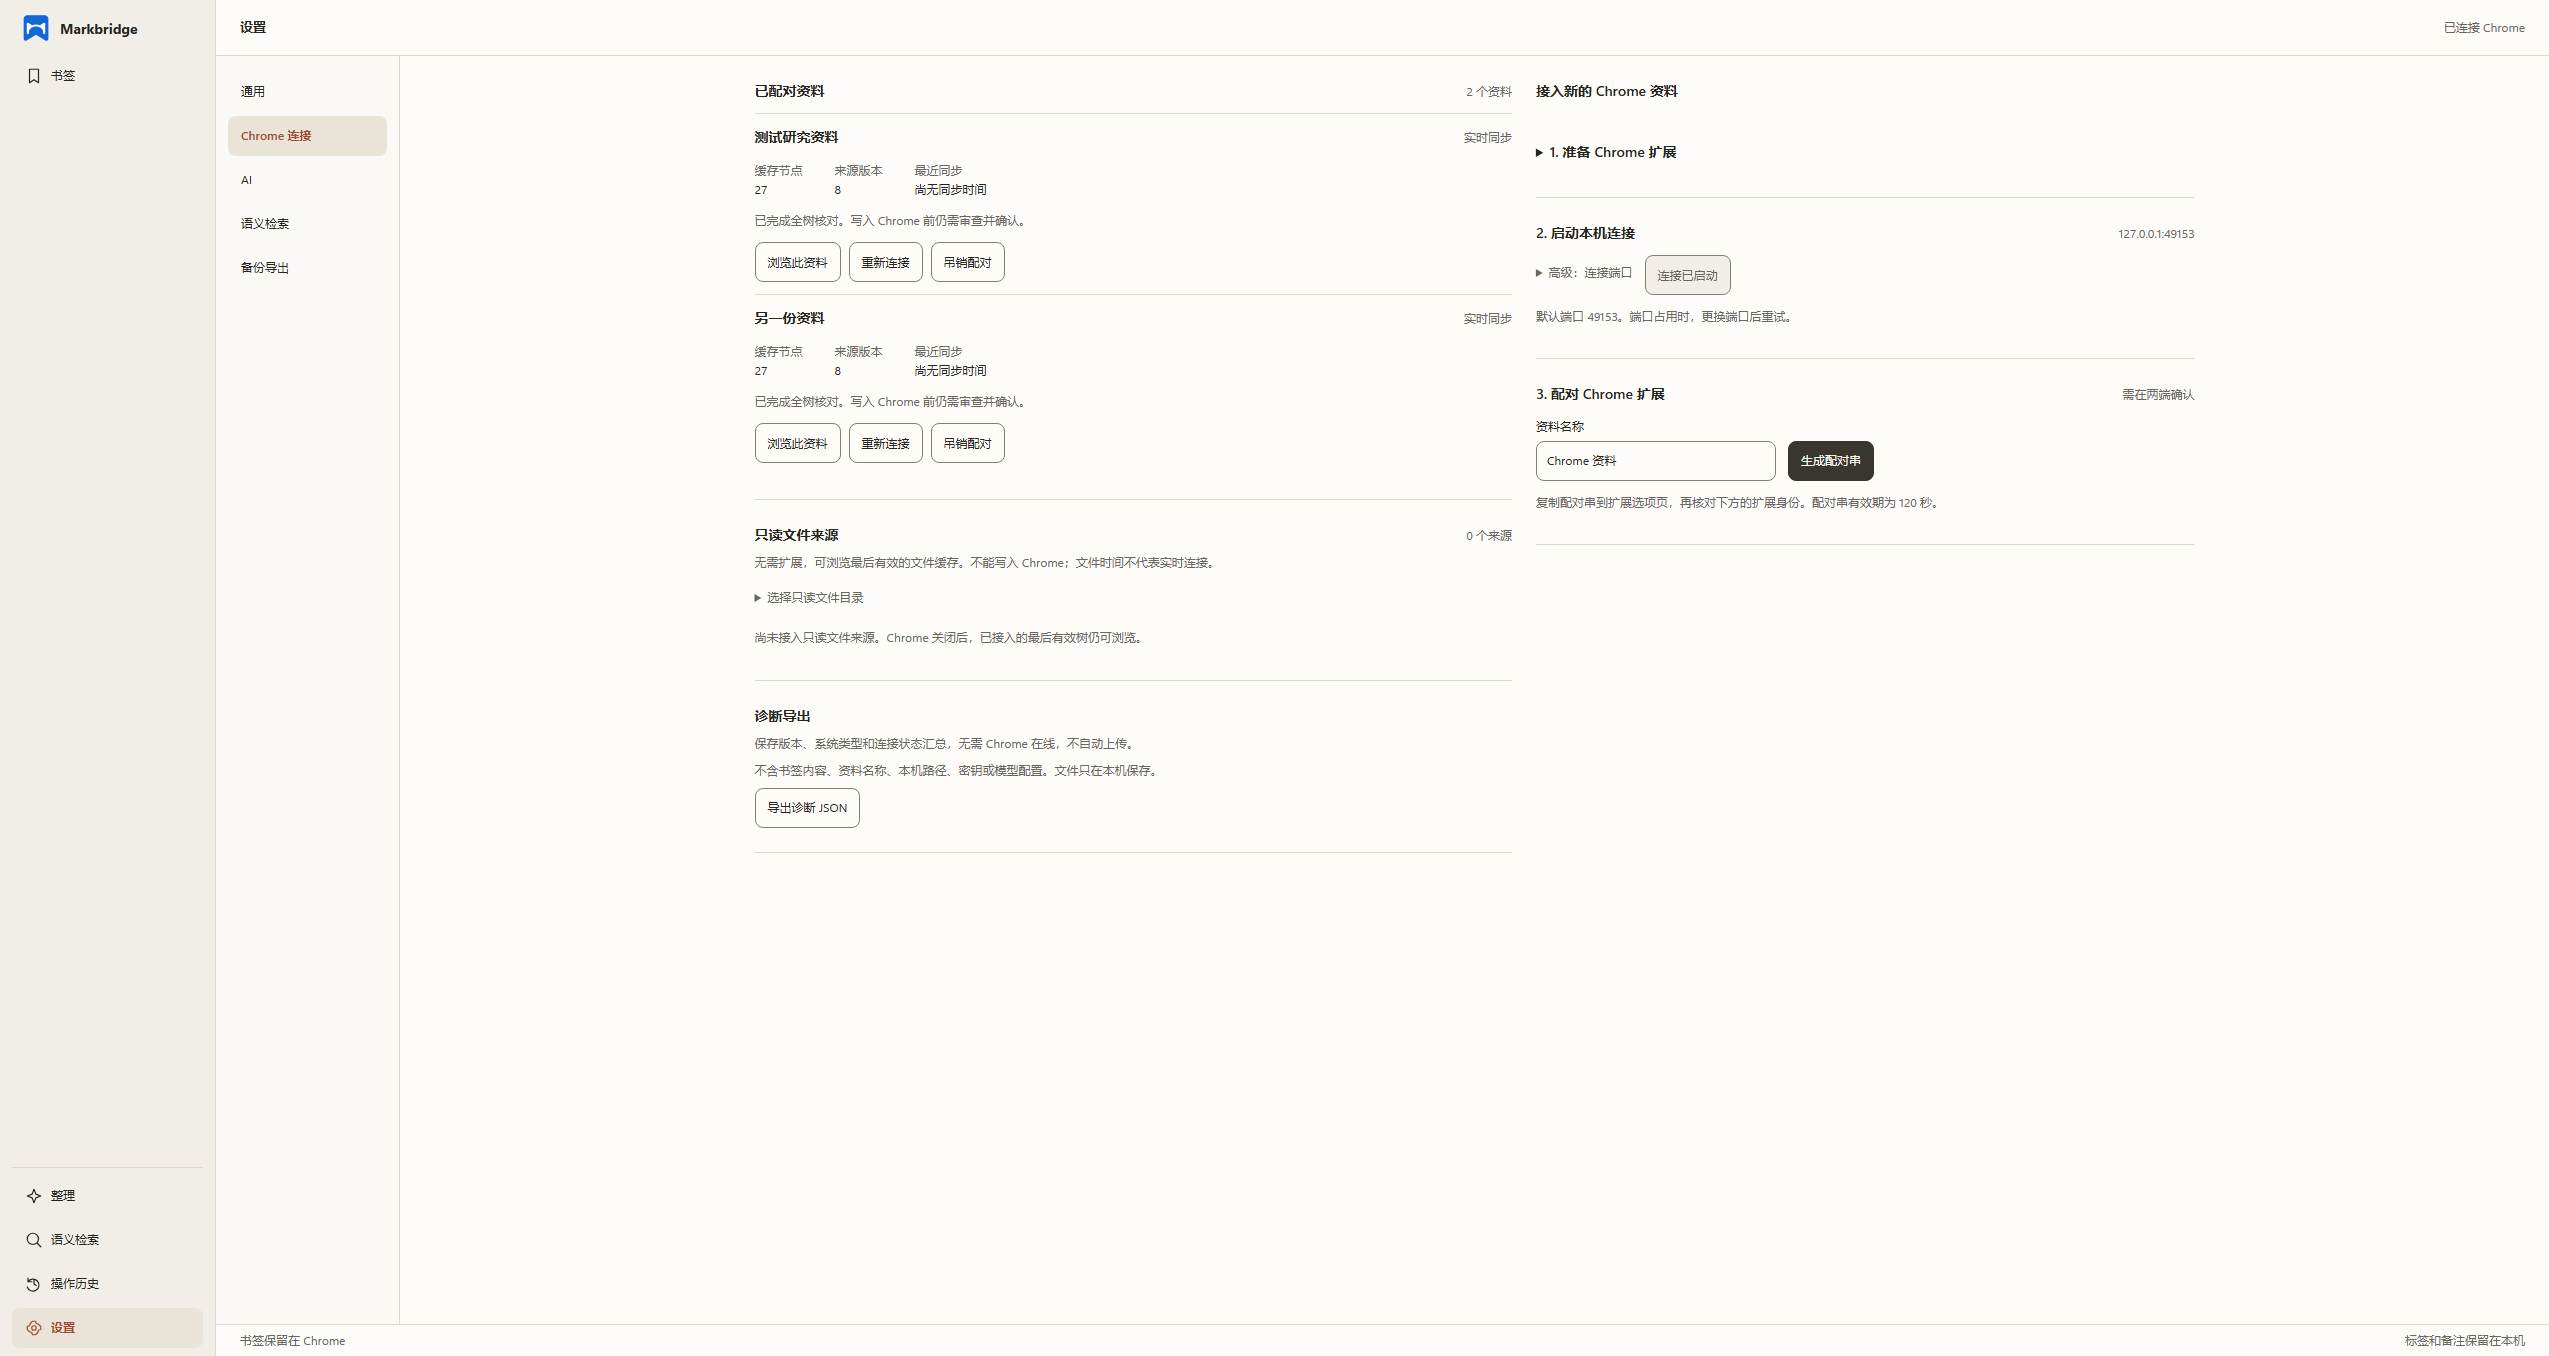 Markbridge
书签
整理
语义检索
操作历史
设置
设置
已连接 Chrome
通用
Chrome 连接
AI
语义检索
备份导出
已配对资料
2 个资料
测试研究资料
实时同步
缓存节点 来源版本 最近同步
27 8 尚无同步时间
已完成全树核对。写入 Chrome 前仍需审查并确认。
浏览此资料 重新连接 吊销配对
另一份资料
实时同步
缓存节点 来源版本 最近同步
27 8 尚无同步时间
已完成全树核对。写入 Chrome 前仍需审查并确认。
浏览此资料 重新连接 吊销配对
只读文件来源
0 个来源
无需扩展，可浏览最后有效的文件缓存。不能写入 Chrome；文件时间不代表实时连接。
选择只读文件目录
尚未接入只读文件来源。Chrome 关闭后，已接入的最后有效树仍可浏览。
诊断导出
保存版本、系统类型和连接状态汇总，无需 Chrome 在线，不自动上传。
不含书签内容、资料名称、本机路径、密钥或模型配置。文件只在本机保存。
导出诊断 JSON
接入新的 Chrome 资料
1. 准备 Chrome 扩展
2. 启动本机连接
127.0.0.1:49153
高级：连接端口 连接已启动
默认端口 49153。端口占用时，更换端口后重试。
3. 配对 Chrome 扩展
需在两端确认
资料名称
Chrome 资料 生成配对串
复制配对串到扩展选项页，再核对下方的扩展身份。配对串有效期为 120 秒。
书签保留在 Chrome
标签和备注保留在本机